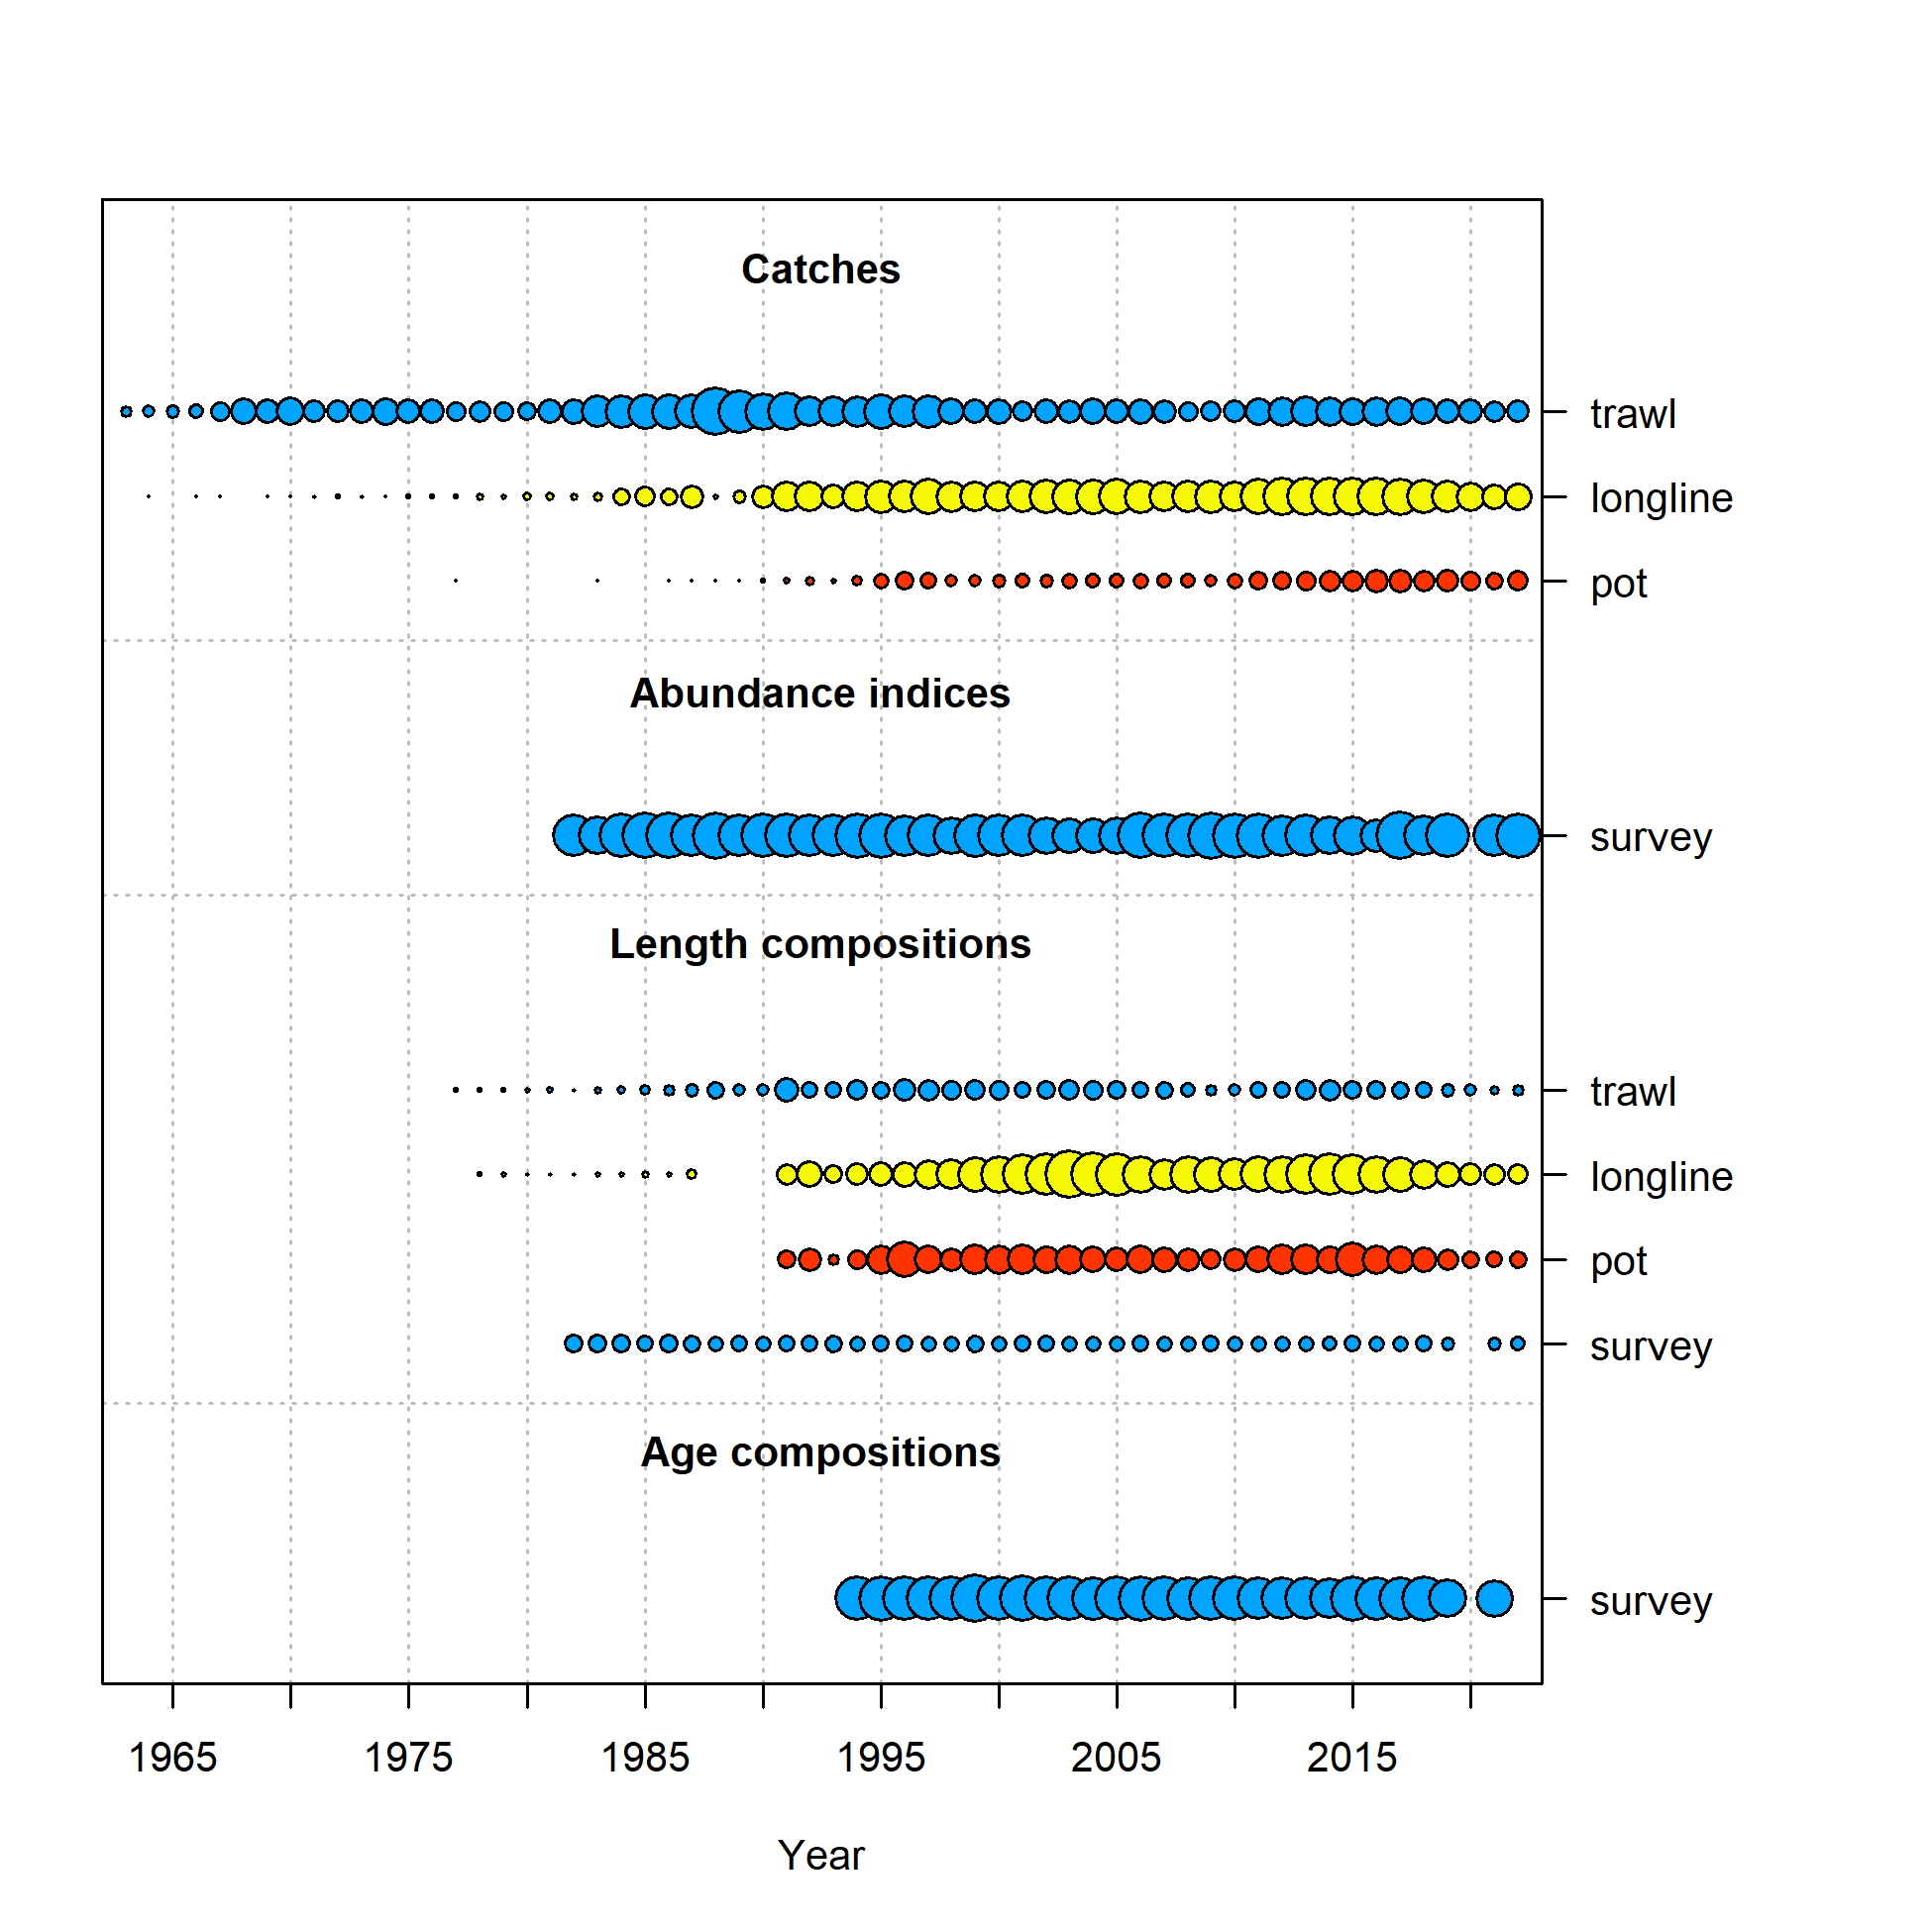 Catches
trawl
longline
pot
Abundance indices
survey
Length compositions
trawl
longline
pot
survey
Age compositions
survey
1965 1975 1985 1995 2005 2015
Year